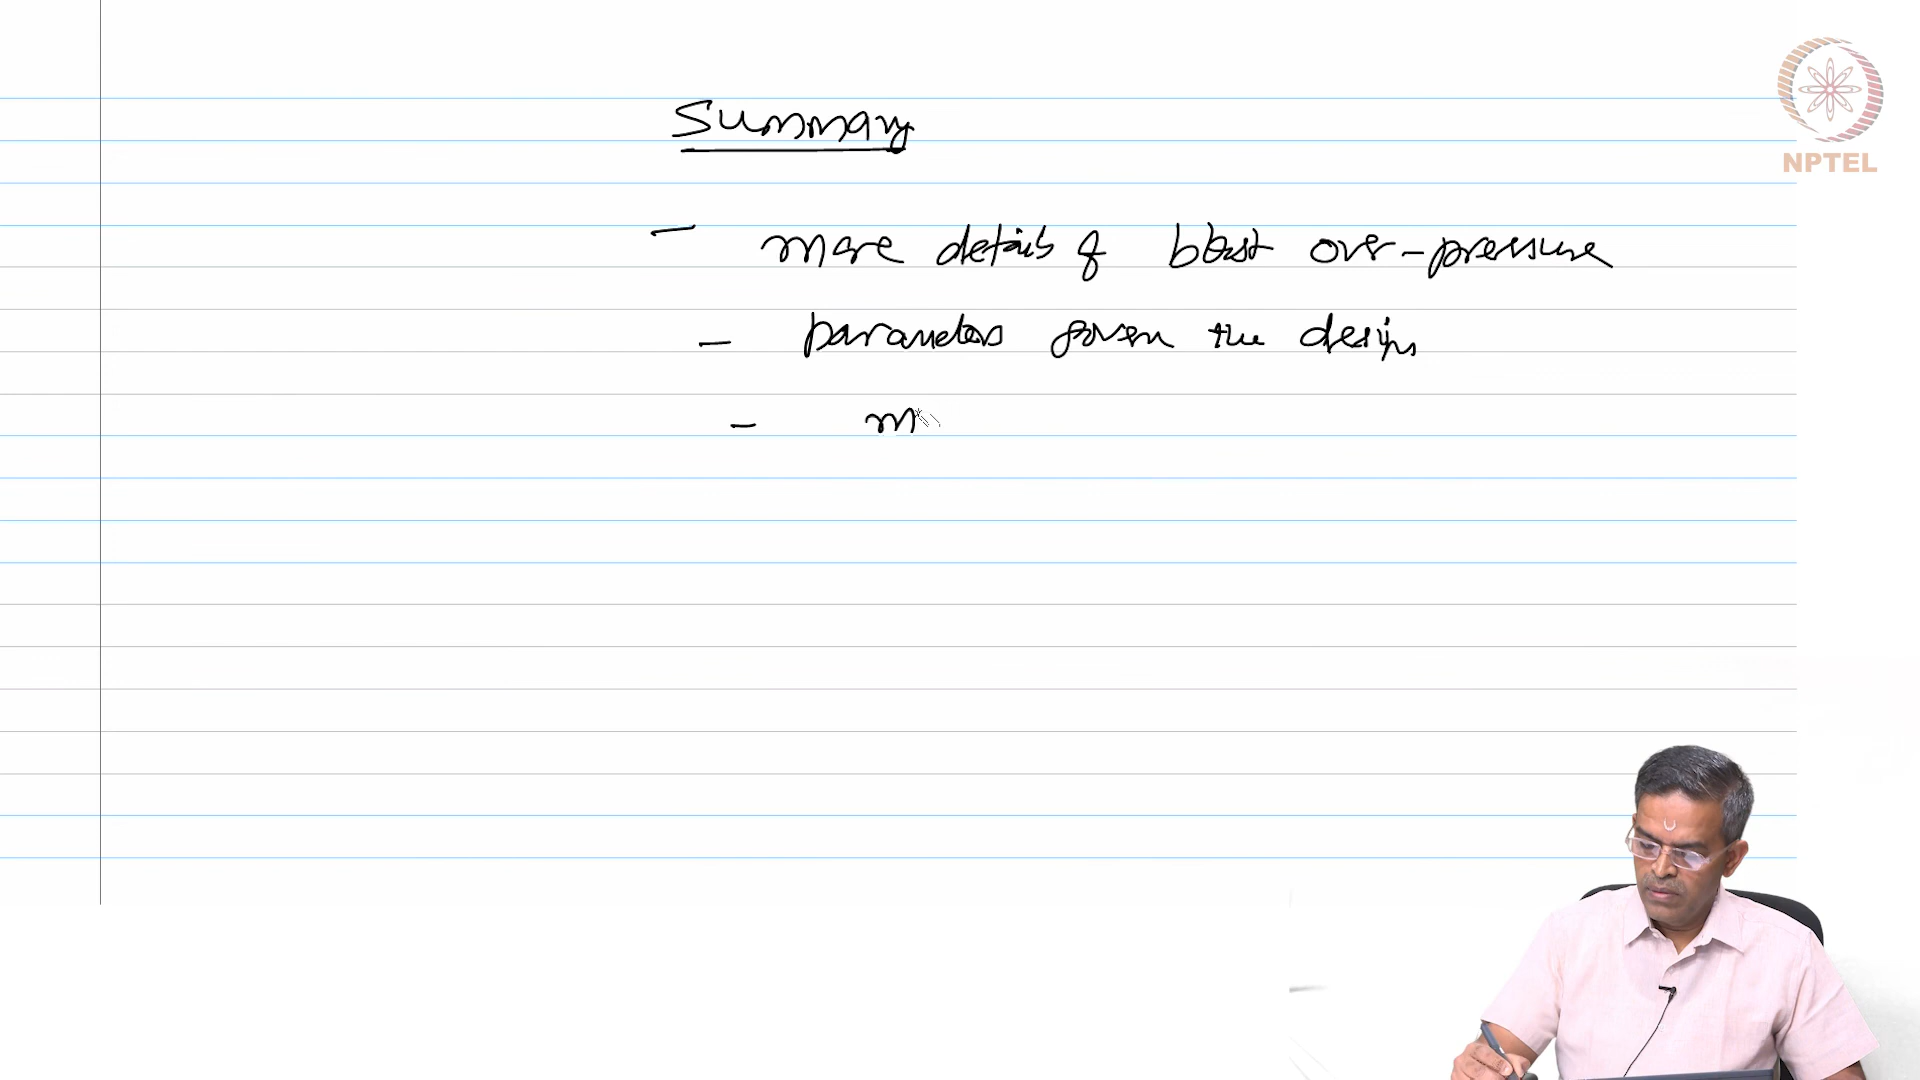 Summary
- more details of blast over-pressure
- parameters govern the design
- m
NPTEL